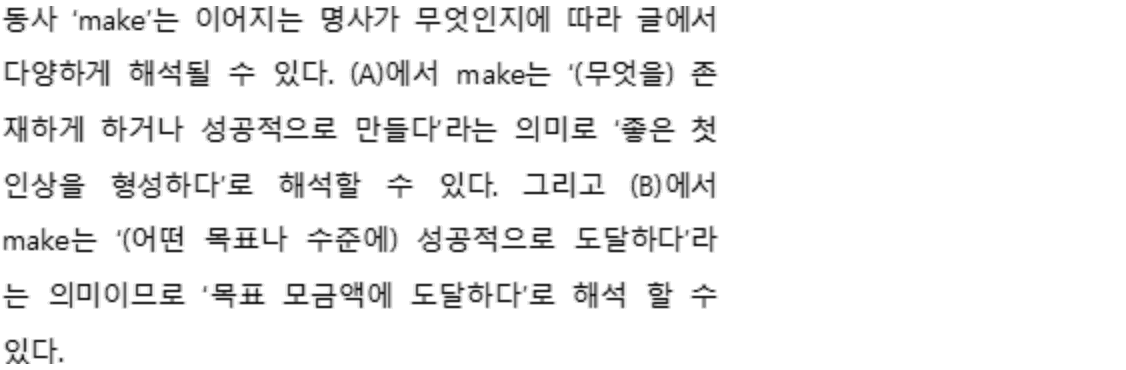 동사 ‘make’는 이어지는 명사가 무엇인지에 따라 글에서
다양하게 해석될 수 있다. (A)에서 make는 ‘(무엇을) 존
재하게 하거나 성공적으로 만들다’라는 의미로 ‘좋은 첫
인상을 형성하다’로 해석할 수 있다. 그리고 (B)에서
make는 ‘(어떤 목표나 수준에) 성공적으로 도달하다’라
는 의미이므로 ‘목표 모금액에 도달하다’로 해석 할 수
있다.